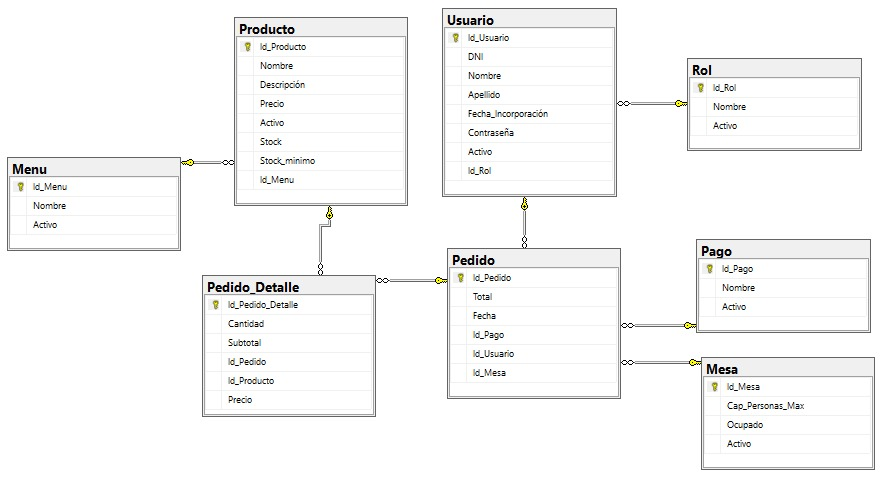 Producto
Id_Producto
Nombre
Descripción
Precio
Activo
Stock
Stock_minimo
Id_Menu
Usuario
Id_Usuario
DNI
Nombre
Apellido
Fecha_Incorporación
Contraseña
Activo
Id_Rol
Rol
Id_Rol
Nombre
Activo
Menu
Id_Menu
Nombre
Activo
Pedido_Detalle
Id_Pedido_Detalle
Cantidad
Subtotal
Id_Pedido
Id_Producto
Precio
Pedido
Id_Pedido
Total
Fecha
Id_Pago
Id_Usuario
Id_Mesa
Pago
Id_Pago
Nombre
Activo
Mesa
Id_Mesa
Cap_Personas_Max
Ocupado
Activo